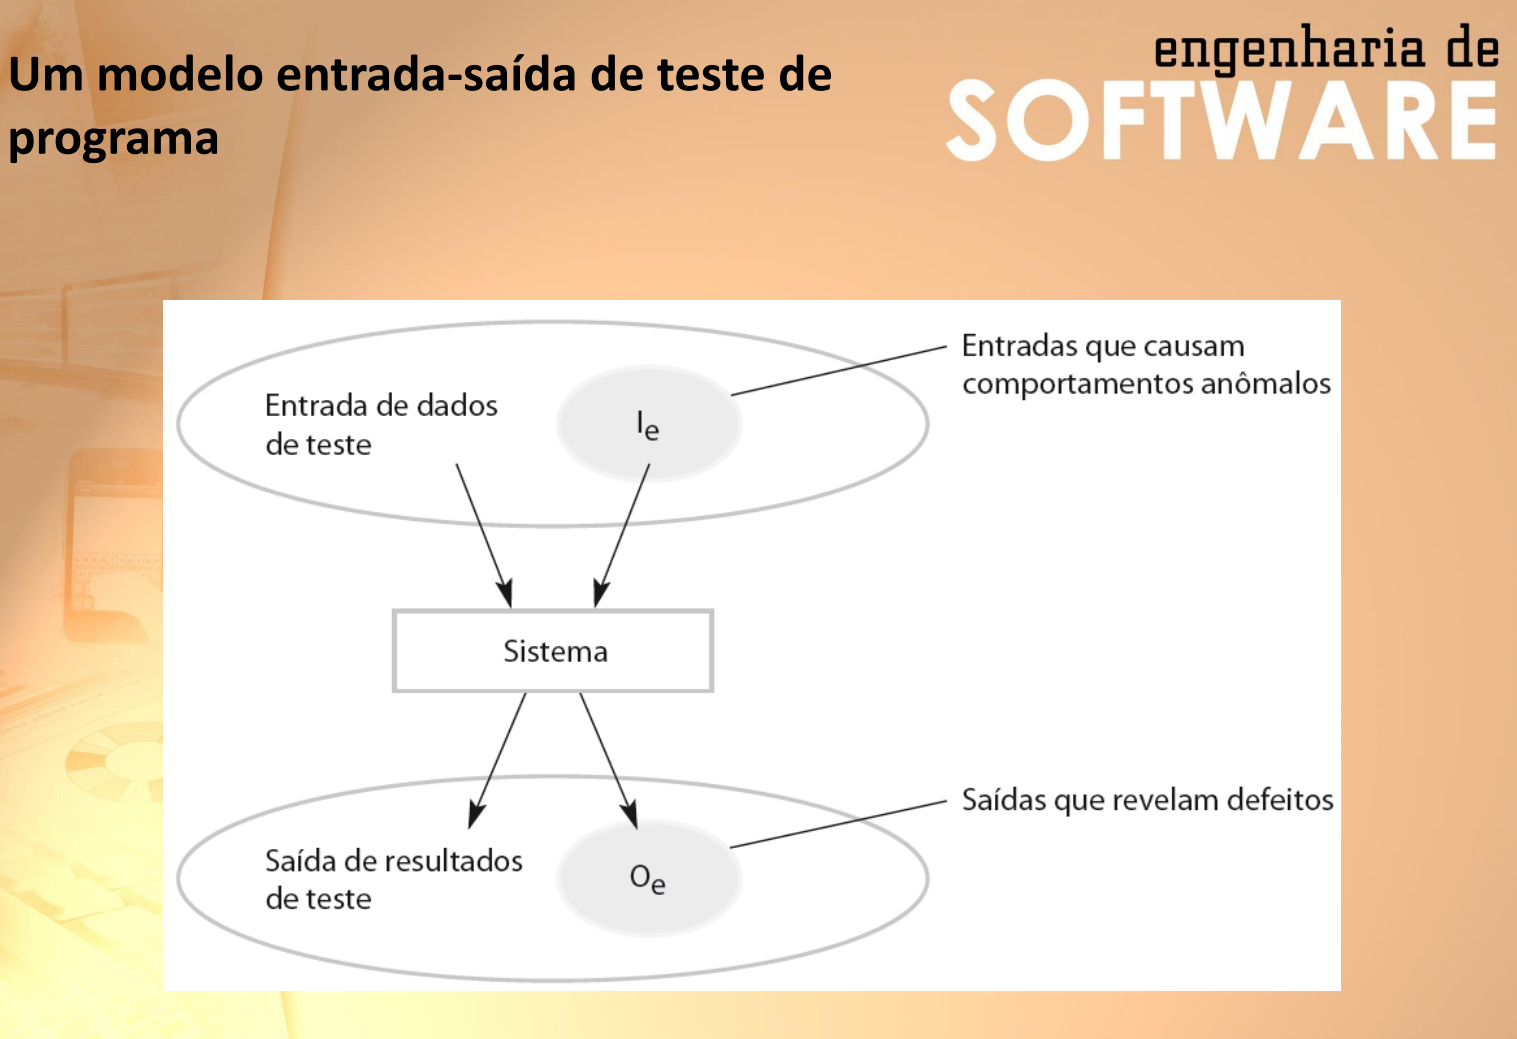 Um modelo entrada-saída de teste de
programa
engenharia de
SOFTWARE
Entradas que causam
comportamentos anômalos
Entrada de dados
de teste
Ie
Sistema
Saídas que revelam defeitos
Saída de resultados
de teste
Oe